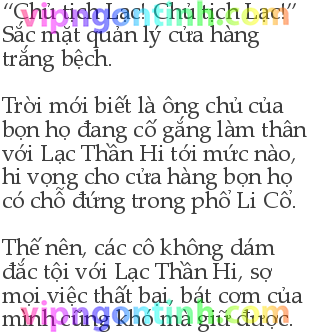 “Chủ tịch Lạc! Chủ tịch Lạc!”
vipngontinh.com
Sắc mặt quản lý cửa hàng
trắng bệch.
Trời mới biết là ông chủ của
bọn họ đang cố gắng làm thân
với Lạc Thần Hi tới mức nào,
hi vọng cho cửa hàng bọn họ
có chỗ đứng trong phổ Li Cổ.
Thế nên, các cô không dám
đắc tội với Lạc Thần Hi, sợ
mọi việc thất bại, bát cơm của
mình cũng khó mà giữ được.
vipngontinh.com